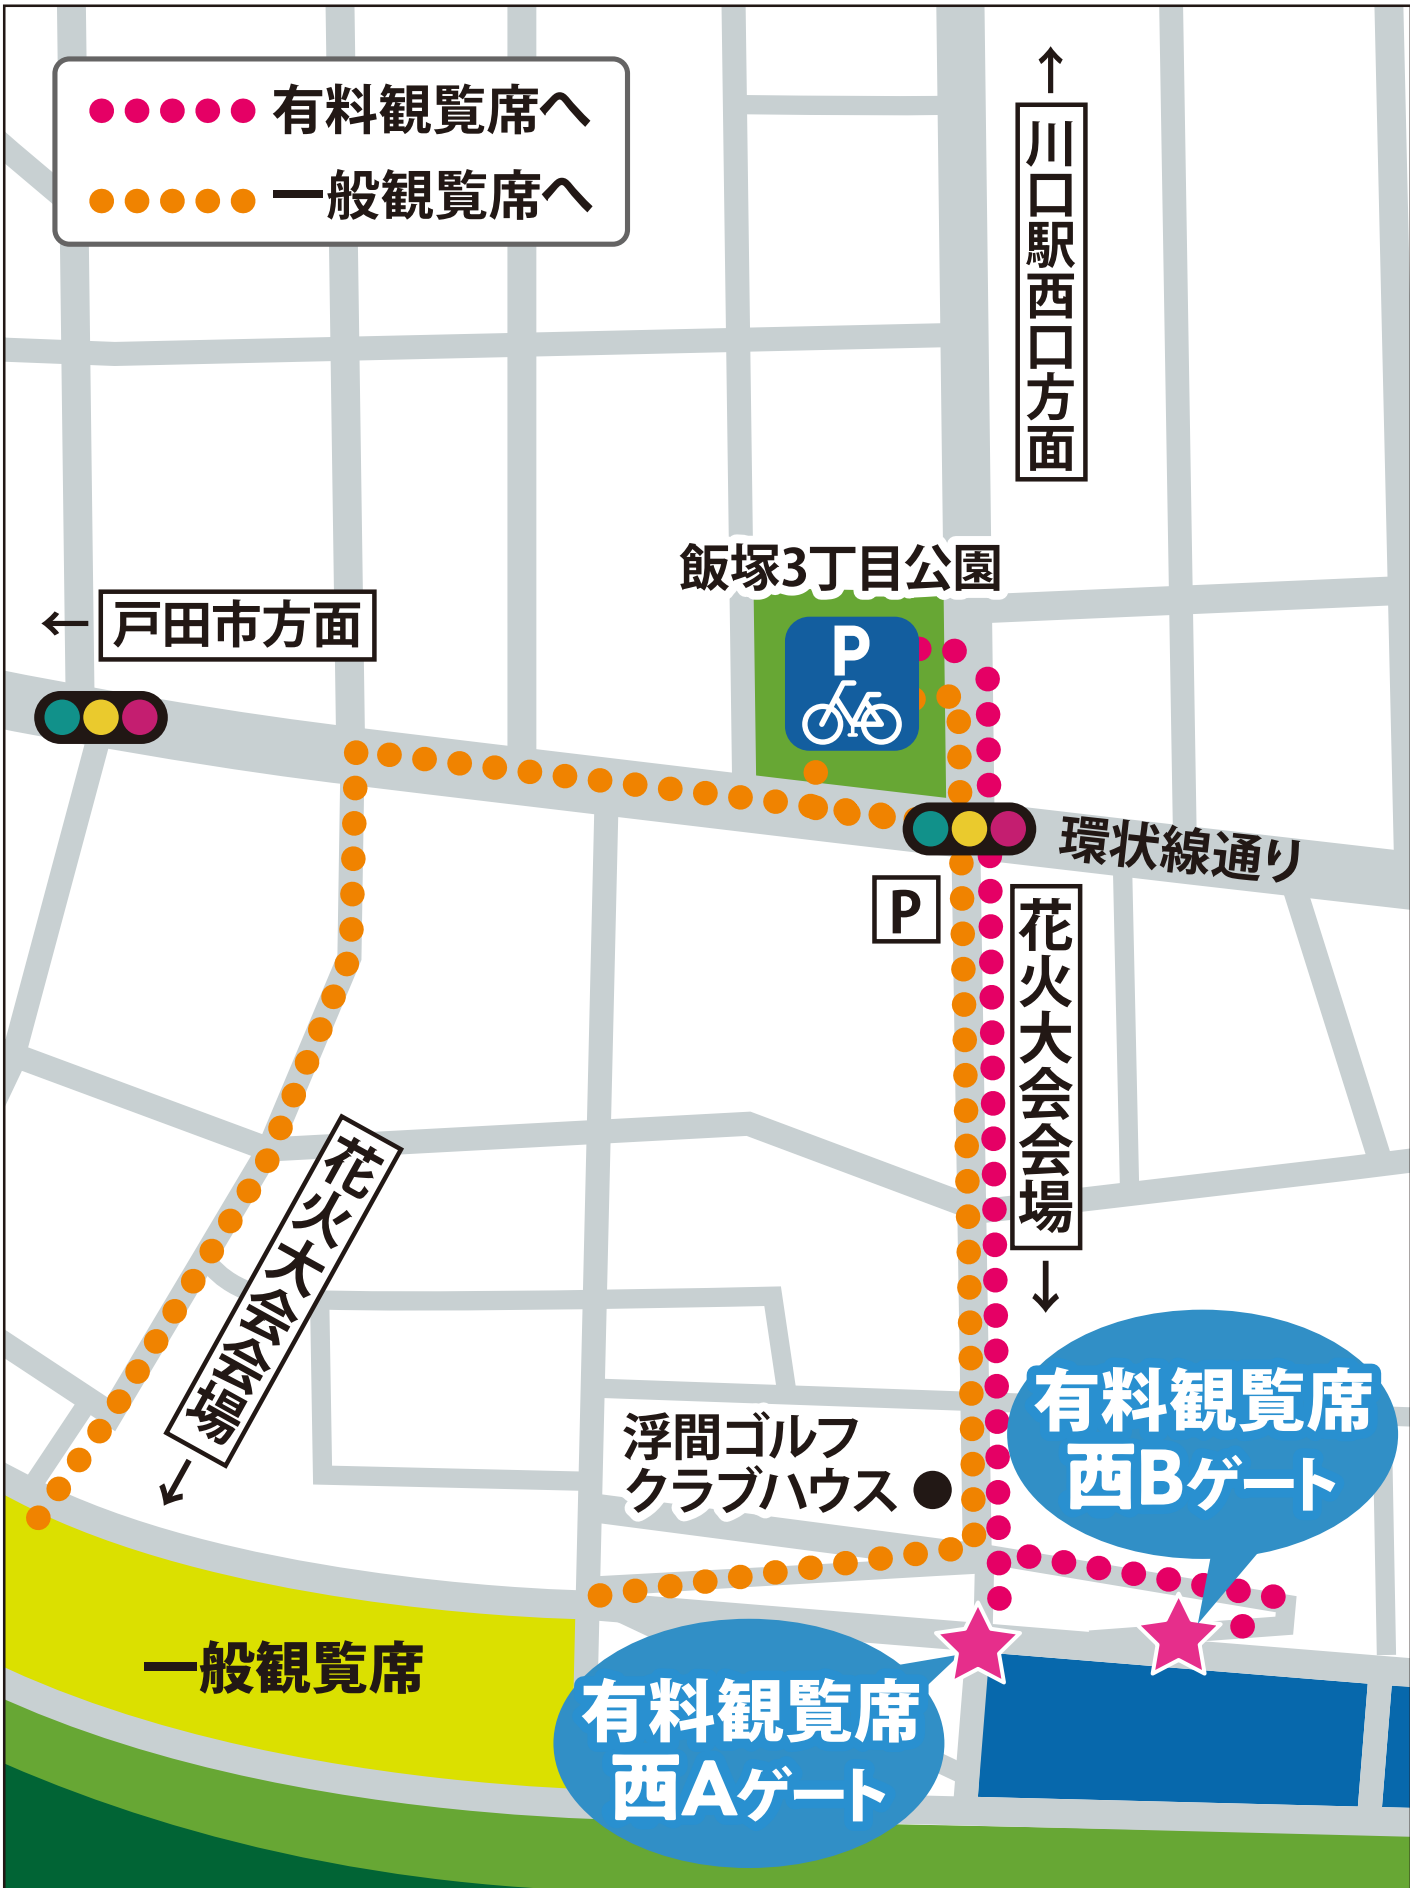 有料観覧席へ
一般観覧席へ
↑
川口駅西口方面
飯塚3丁目公園
P
←戸田市方面
環状線通り
P
花火大会会場
↓
花火大会会場
↓
浮間ゴルフ
クラブハウス
有料観覧席
西Bゲート
一般観覧席
有料観覧席
西Aゲート